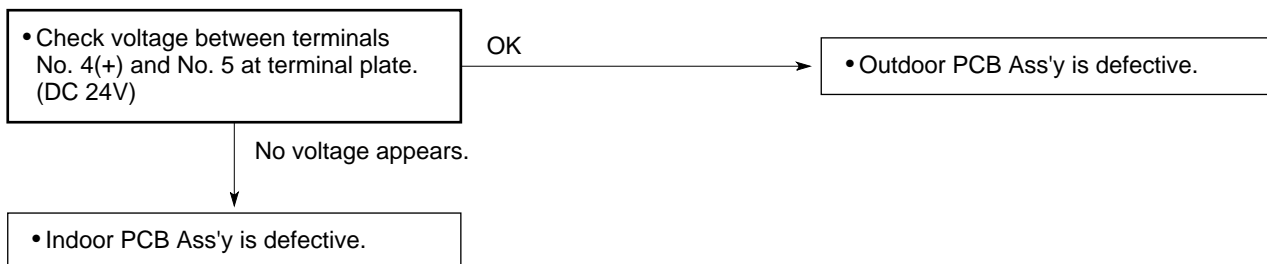 • Check voltage between terminals
No. 4(+) and No. 5 at terminal plate.
(DC 24V)
OK
• Outdoor PCB Ass'y is defective.
No voltage appears.
• Indoor PCB Ass'y is defective.